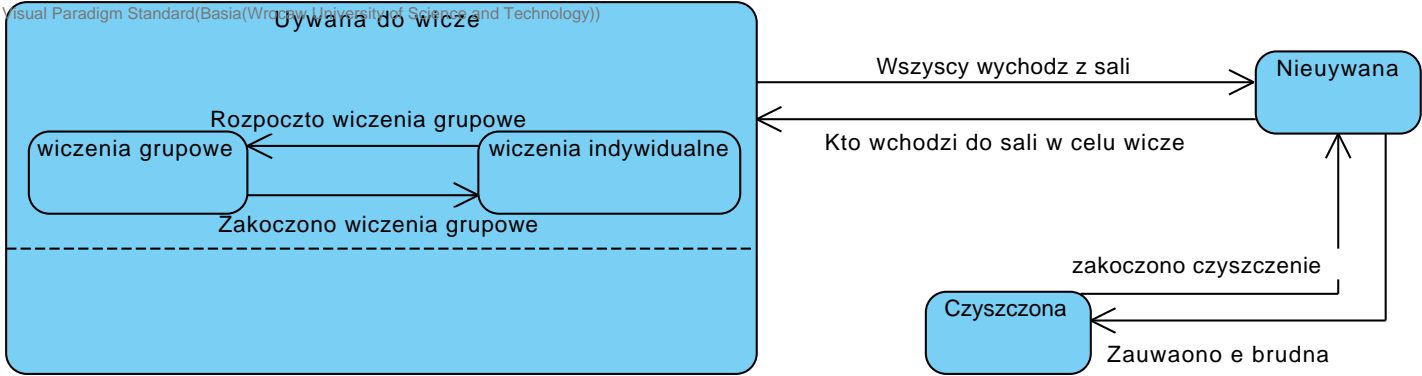 Visual Paradigm Standard(Basia(Wrocaw University of Science and Technology))
Uywana do wicze
Wszyscy wychodz z sali
Nieuywana
Rozpoczto wiczenia grupowe
Kto wchodzi do sali w celu wicze
wiczenia grupowe
wiczenia indywidualne
Zakoczono wiczenia grupowe
zakoczono czyszczenie
Czyszczona
Zauwaono e brudna